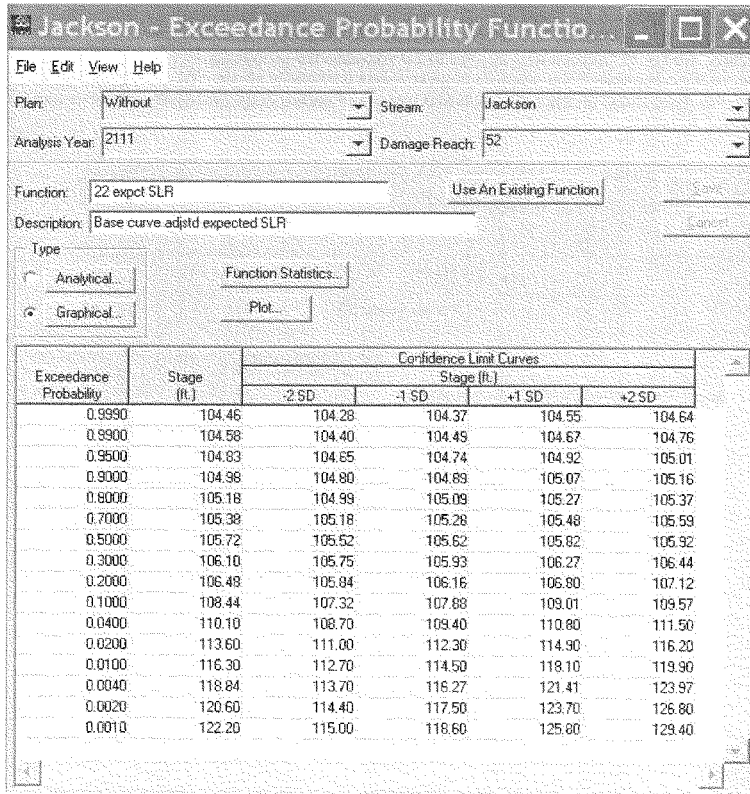 Jackson - Exceedance Probability Functio...
File Edit View Help
Plan: Without Stream: Jackson
Analysis Year: 2111 Damage Reach: 52
Function: 22 expct SLR Use An Existing Function Save
Description: Base curve adjstd expected SLR Cancel
Type
Analytical... Function Statistics...
Graphical... Plot...
Confidence Limit Curves
Exceedance Stage Stage (ft.)
Probability (ft.) -2 SD -1 SD +1 SD +2 SD
0.9990 104.46 104.28 104.37 104.55 104.64
0.9900 104.58 104.40 104.49 104.67 104.76
0.9500 104.83 104.65 104.74 104.92 105.01
0.9000 104.98 104.80 104.89 105.07 105.16
0.8000 105.18 104.99 105.09 105.27 105.37
0.7000 105.38 105.18 105.28 105.48 105.59
0.5000 105.72 105.52 105.62 105.82 105.92
0.3000 106.10 105.75 105.93 106.27 106.44
0.2000 106.48 105.84 106.16 106.80 107.12
0.1000 108.44 107.32 107.88 109.01 109.57
0.0400 110.10 108.70 109.40 110.80 111.50
0.0200 113.60 111.00 112.30 114.90 116.20
0.0100 116.30 112.70 114.50 118.10 119.90
0.0040 118.84 113.70 116.27 121.41 123.97
0.0020 120.60 114.40 117.50 123.70 126.80
0.0010 122.20 115.00 118.60 125.80 129.40